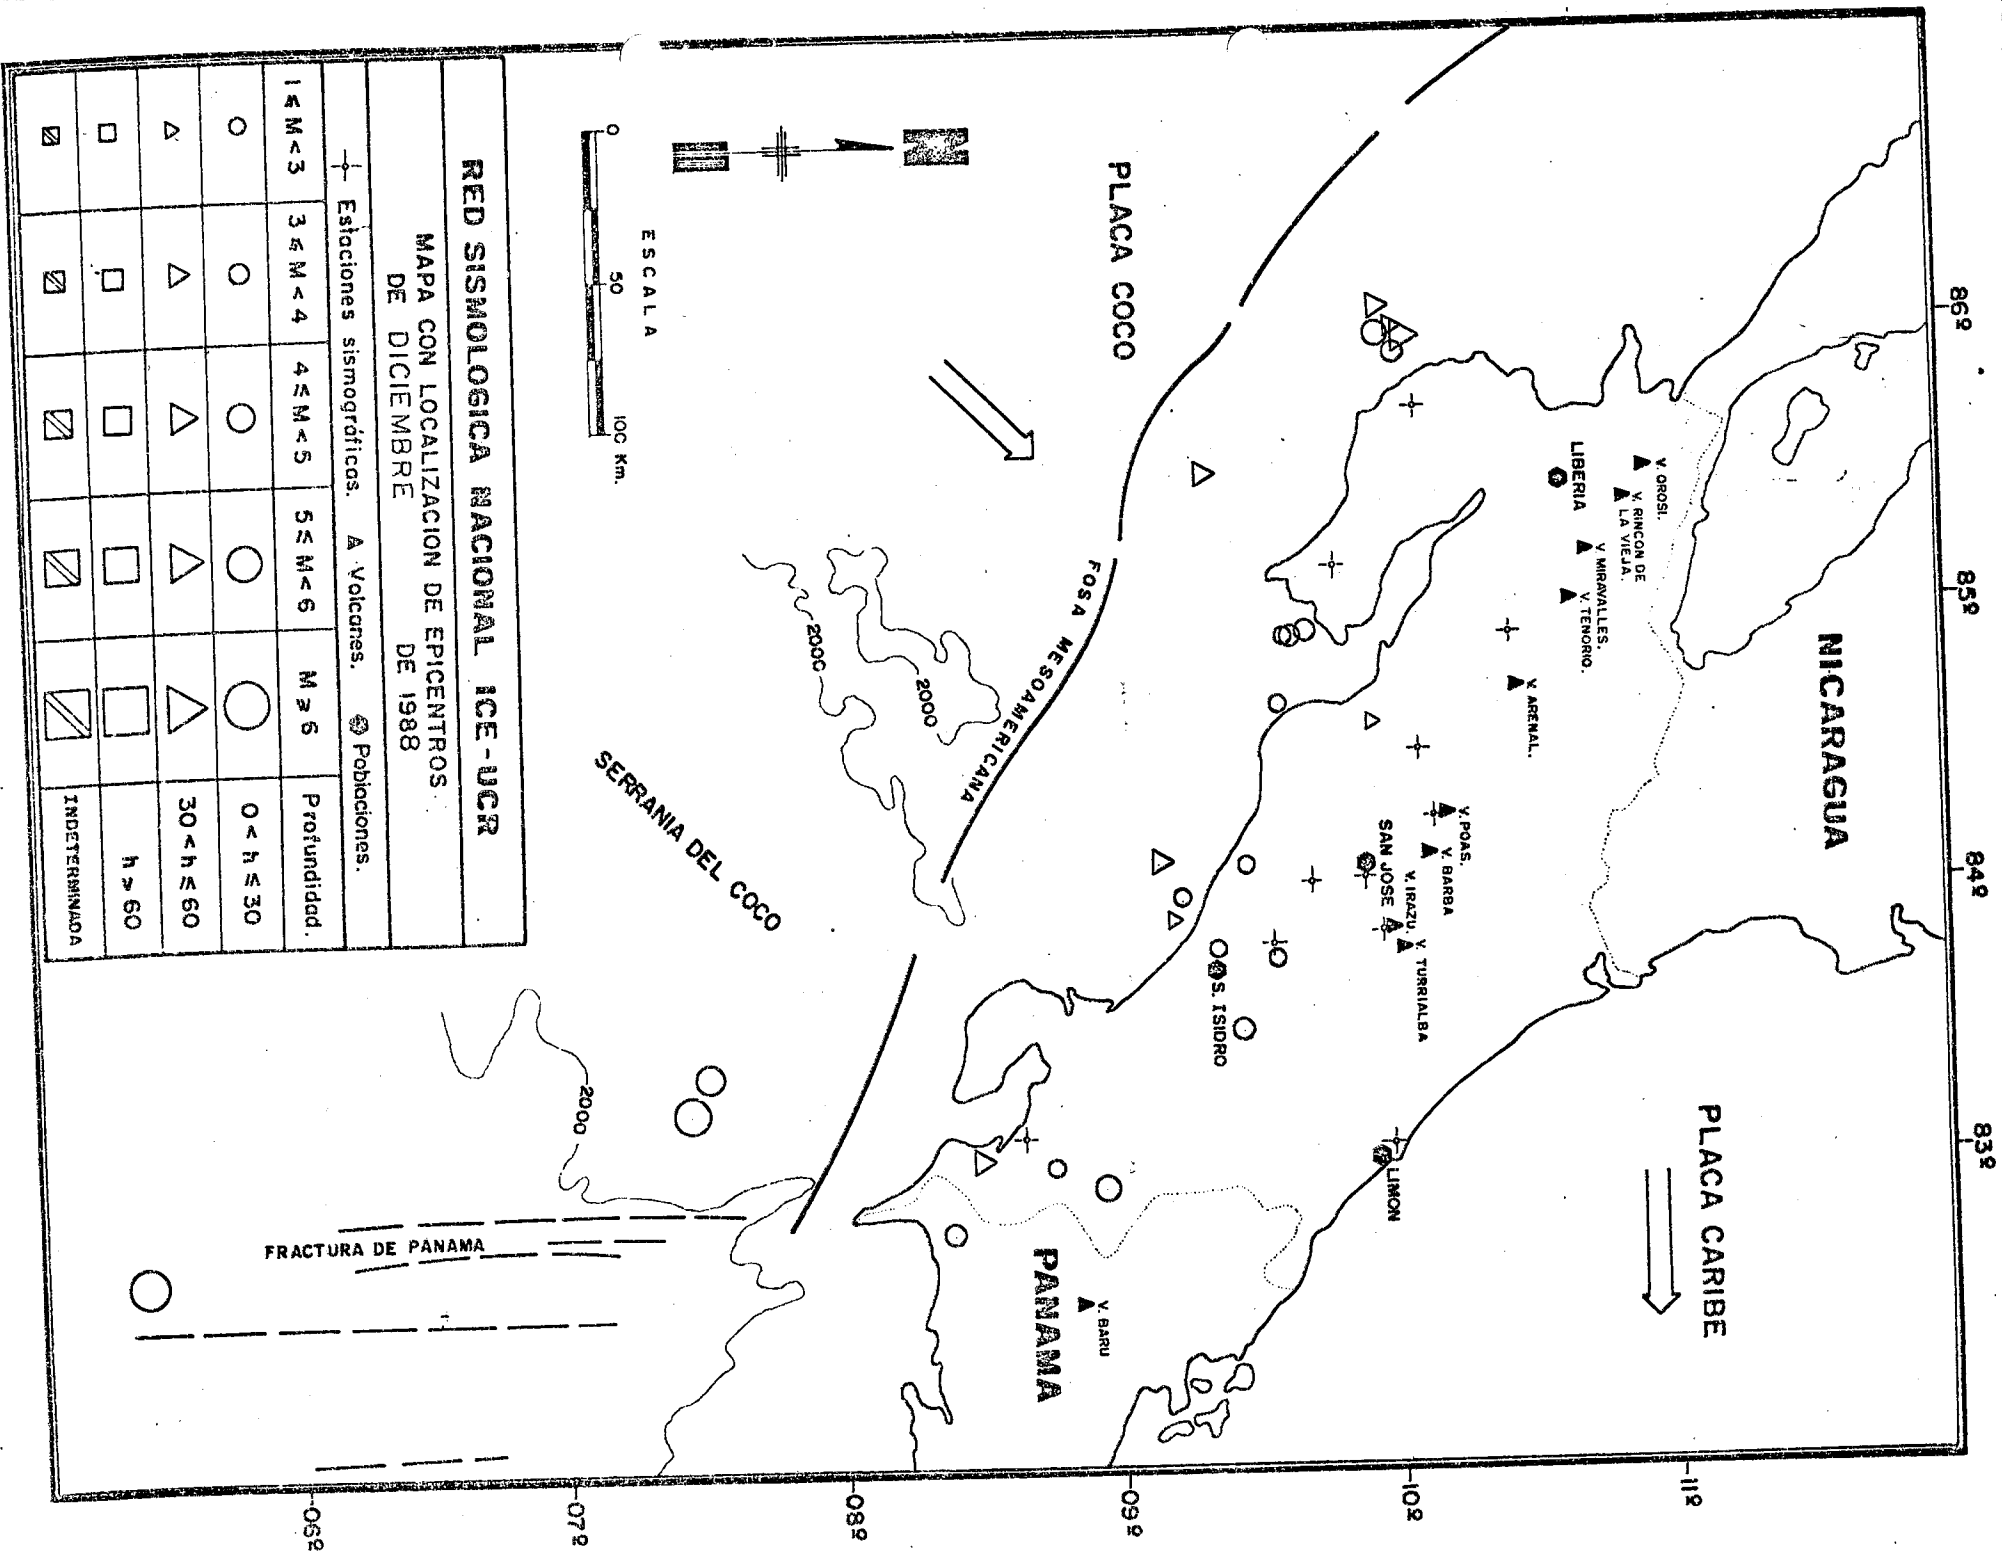 86º
85º
84º
83º
NICARAGUA
PLACA CARIBE
V. OROSI.
V. RINCON DE
LA VIEJA.
V. MIRAVALLES.
V. TENORIO.
LIBERIA
V. ARENAL.
V. POAS.
V. BARBA
V. IRAZU.
V. TURRIALBA
SAN JOSE
LIMON
S. ISIDRO
V. BARU
PANAMA
11º
10º
09º
08º
07º
06º
PLACA COCO
FOSA MESOAMERICANA
2000
2000
2000
SERRANIA DEL COCO
FRACTURA DE PANAMA
N
ESCALA
0 50 100 Km.
RED SISMOLOGICA NACIONAL ICE-UCR
MAPA CON LOCALIZACION DE EPICENTROS
DE DICIEMBRE DE 1988
Estaciones sismográficas. Volcanes. Poblaciones.
1 ≤ M < 3 3 ≤ M < 4 4 ≤ M < 5 5 ≤ M < 6 M ≥ 6 Profundidad.
0 < h ≤ 30
30 < h ≤ 60
h > 60
INDETERMINADA